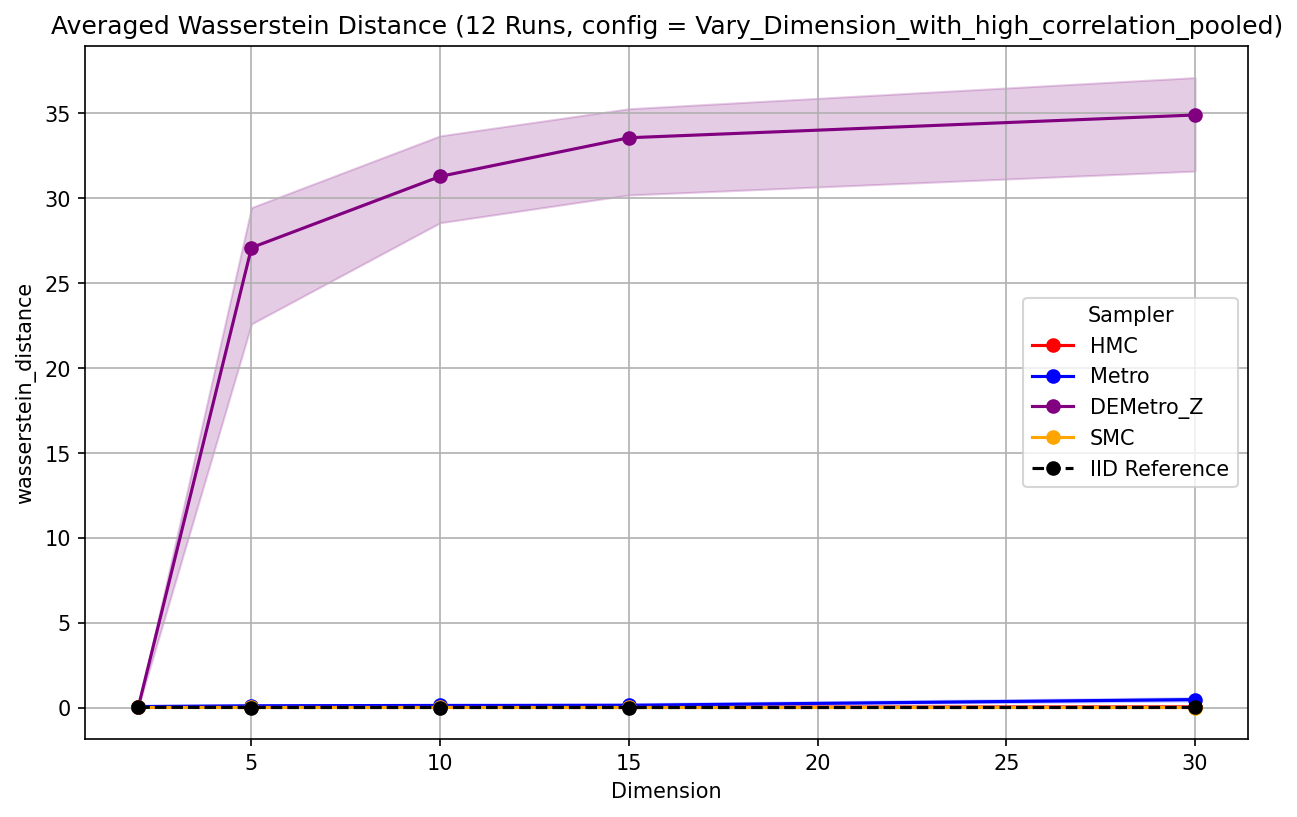 Averaged Wasserstein Distance (12 Runs, config = Vary_Dimension_with_high_correlation_pooled)
wasserstein_distance
35
30
25
20
15
10
5
0
Sampler
HMC
Metro
DEMetro_Z
SMC
IID Reference
5 10 15 20 25 30
Dimension